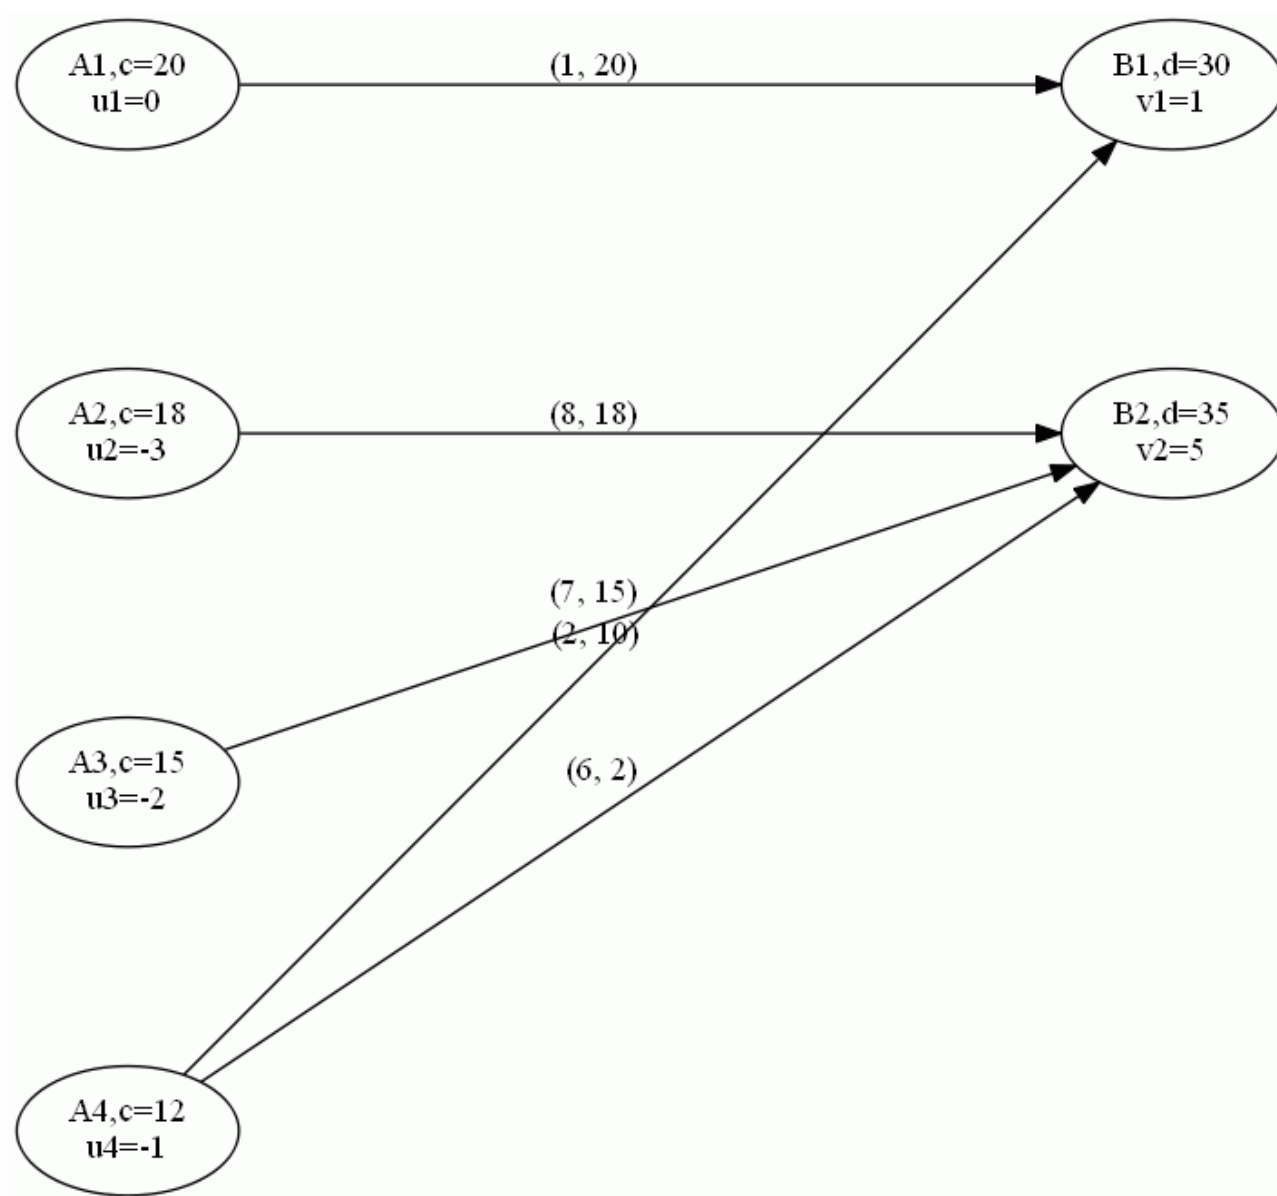 A1,c=20
u1=0
(1, 20)
B1,d=30
v1=1
A2,c=18
u2=-3
(8, 18)
B2,d=35
v2=5
(7, 15)
(2, 10)
A3,c=15
u3=-2
(6, 2)
A4,c=12
u4=-1